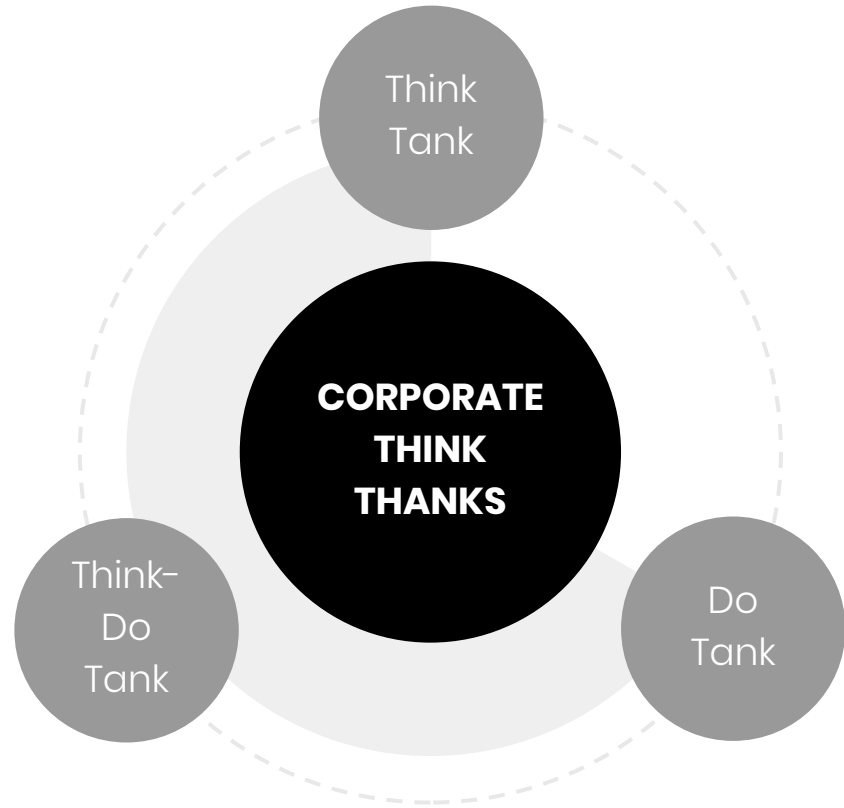 Think
Tank
CORPORATE
THINK
THANKS
Think-
Do
Tank
Do
Tank